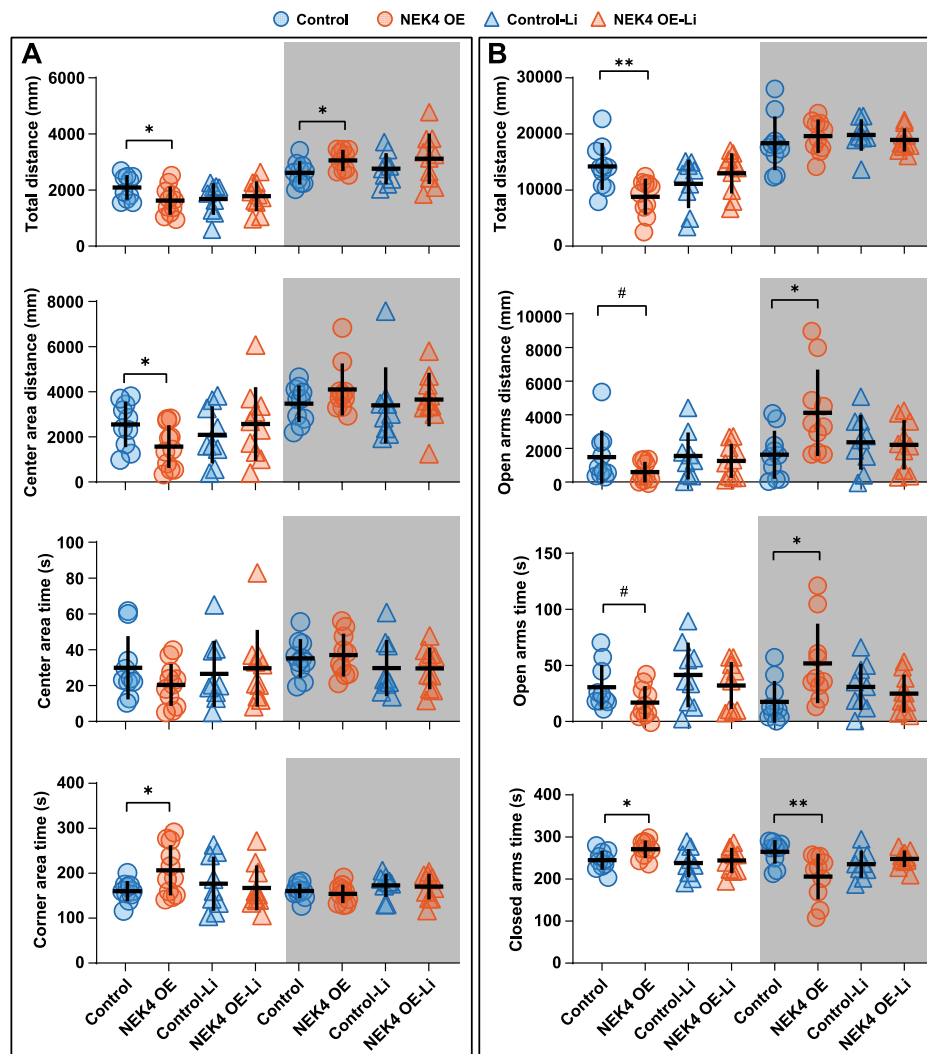 Control NEK4 OE Control-Li NEK4 OE-Li
A
Total distance (mm)
6000
4000
2000
0
*
*
Center area distance (mm)
8000
6000
4000
2000
0
*
Center area time (s)
100
80
60
40
20
0
Corner area time (s)
400
300
200
100
0
*
Control
NEK4 OE
Control-Li
NEK4 OE-Li
Control
NEK4 OE
Control-Li
NEK4 OE-Li
B
Total distance (mm)
30000
20000
10000
0
**
Open arms distance (mm)
10000
8000
6000
4000
2000
0
#
*
Open arms time (s)
150
100
50
0
#
*
Closed arms time (s)
400
300
200
100
0
*
**
Control
NEK4 OE
Control-Li
NEK4 OE-Li
Control
NEK4 OE
Control-Li
NEK4 OE-Li